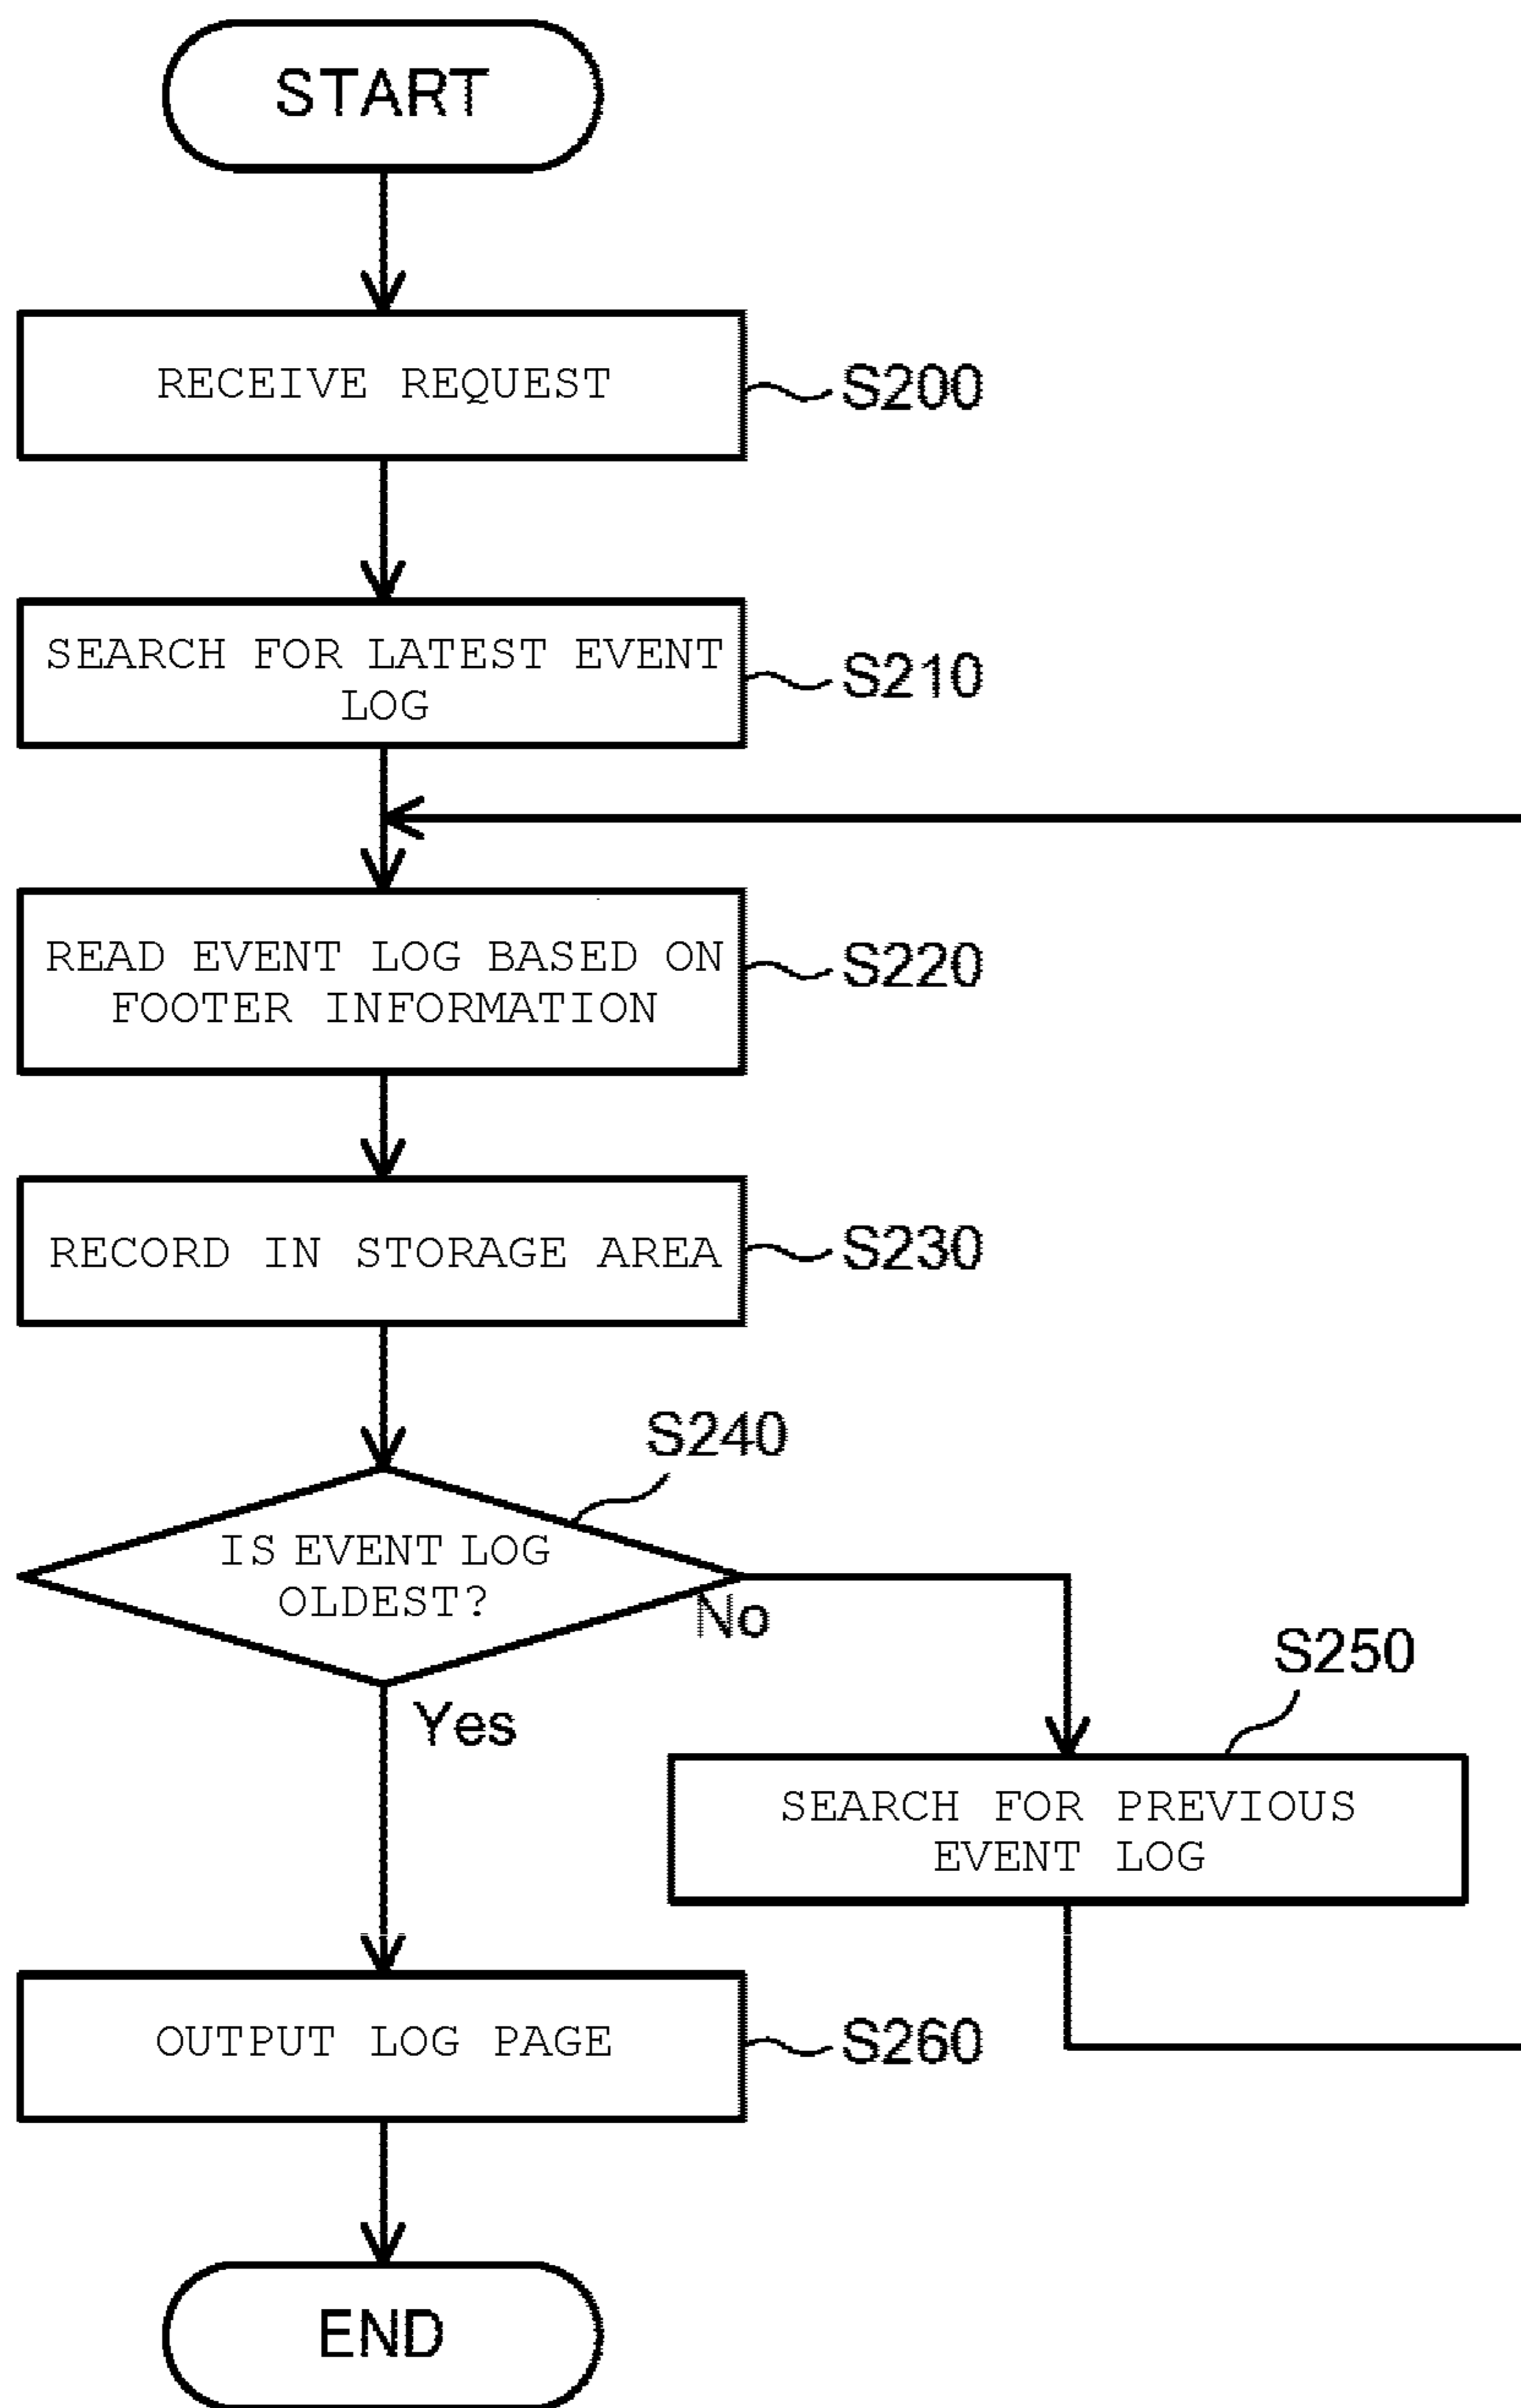 START
RECEIVE REQUEST
S200
SEARCH FOR LATEST EVENT
LOG
S210
READ EVENT LOG BASED ON
FOOTER INFORMATION
S220
RECORD IN STORAGE AREA
S230
S240
IS EVENT LOG
OLDEST?
No
Yes
S250
SEARCH FOR PREVIOUS
EVENT LOG
OUTPUT LOG PAGE
S260
END